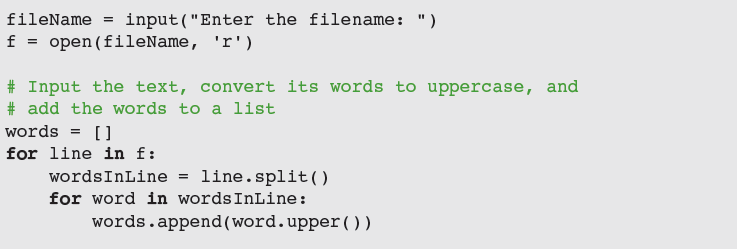 fileName = input("Enter the filename: ")
f = open(fileName, 'r')
# Input the text, convert its words to uppercase, and
# add the words to a list
words = []
for line in f:
    wordsInLine = line.split()
    for word in wordsInLine:
        words.append(word.upper())